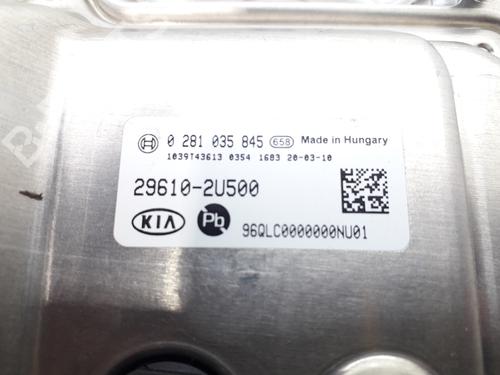 0 281 035 845 658 Made in Hungary
1039T43613 0354 1683 20-03-10
29610-2U500
KIA Pb
96QLC0000000NU01